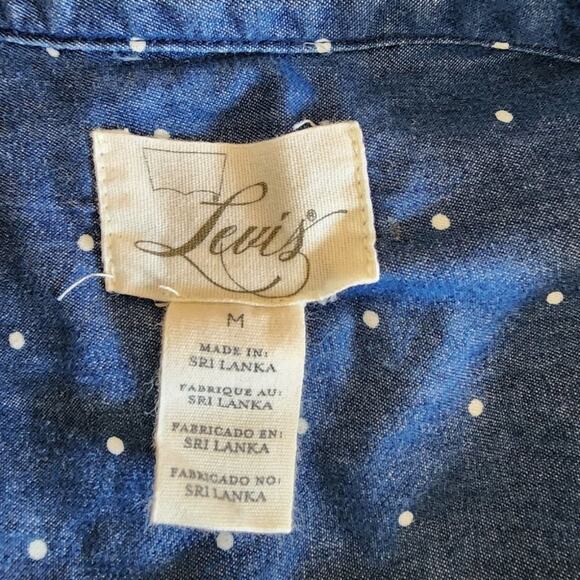 Levi's®
M
MADE IN:
SRI LANKA
FABRIQUE AU:
SRI LANKA
FABRICADO EN:
SRI LANKA
FABRICADO NO:
SRI LANKA